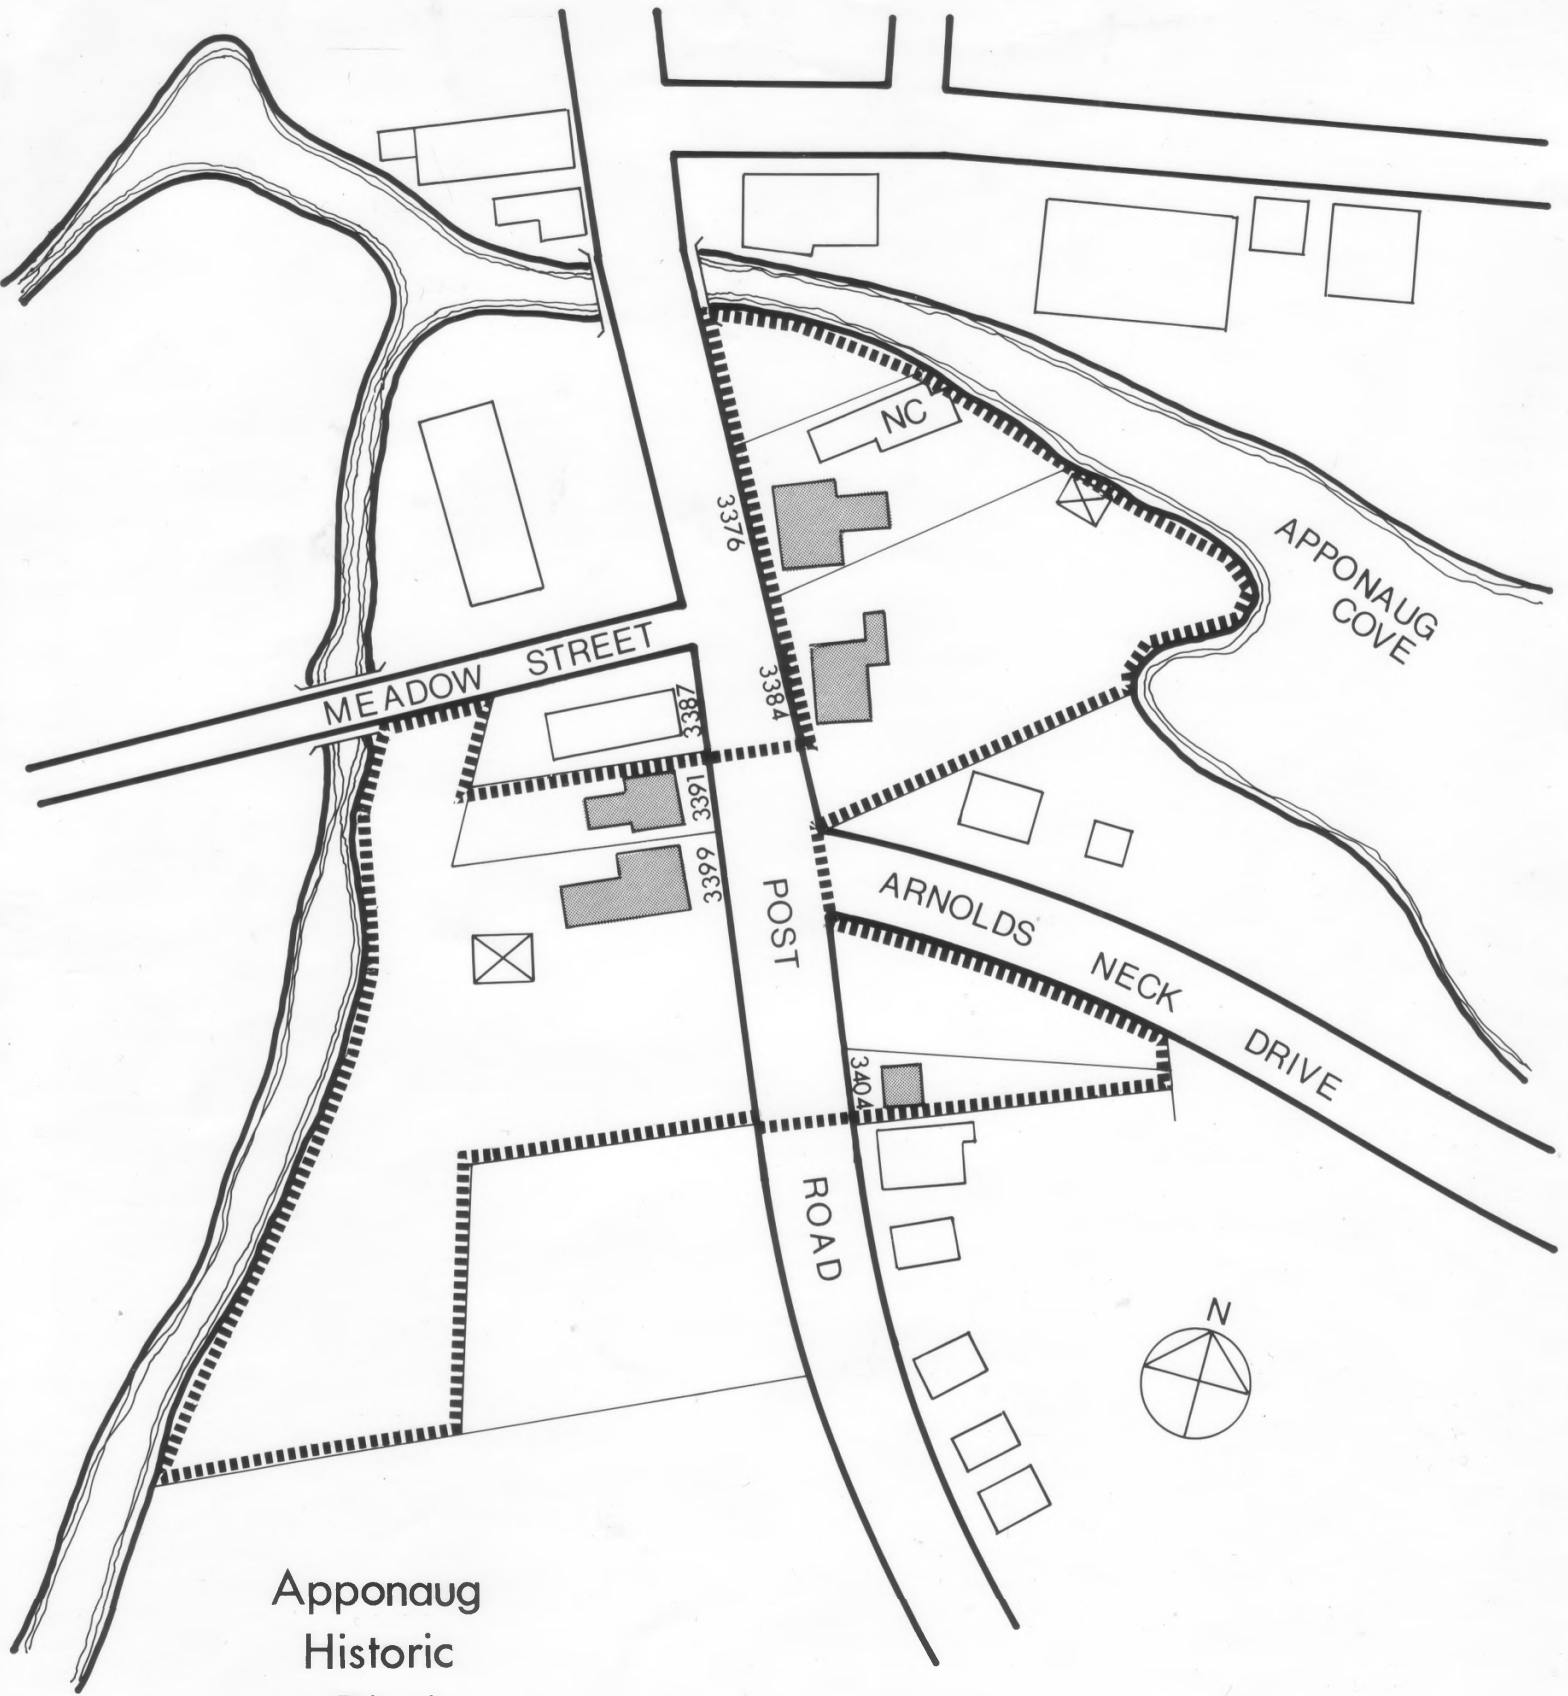 NC
3376
APPONAUG
COVE
MEADOW STREET
3384
3387
3391
3399
POST
ROAD
ARNOLDS NECK DRIVE
3404
N
Apponaug
Historic